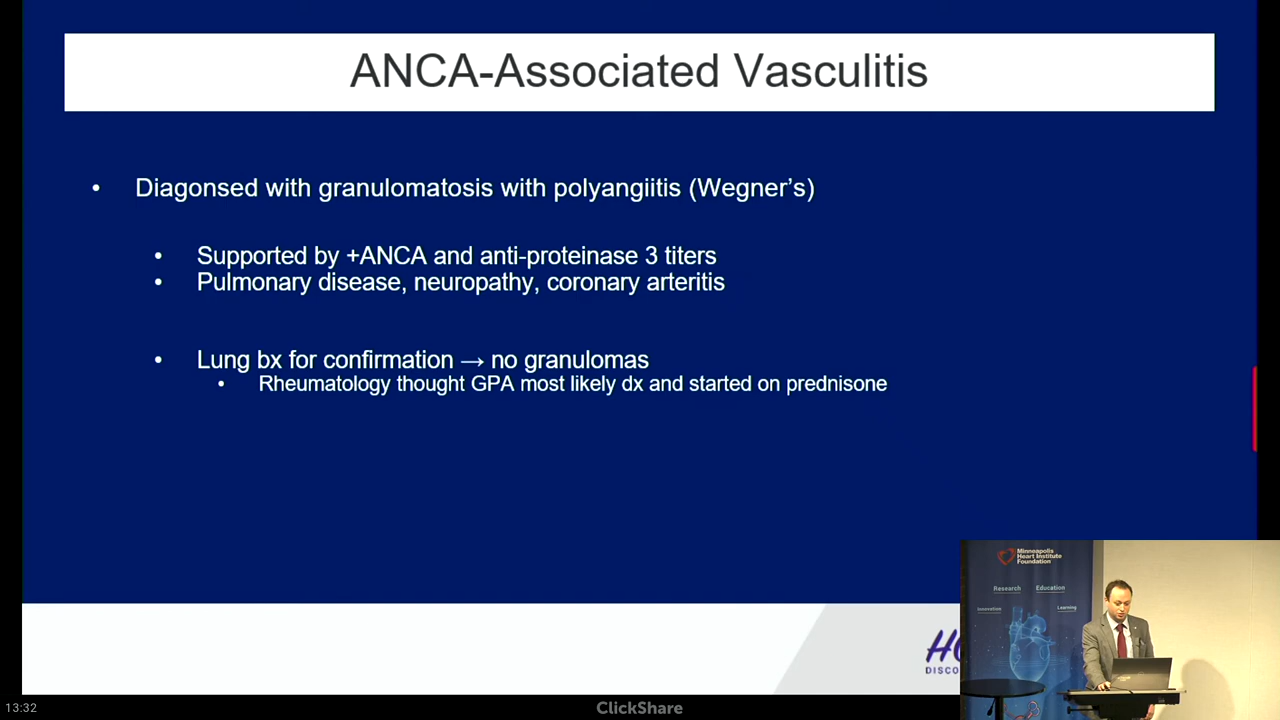 ANCA-Associated Vasculitis
• Diagonsed with granulomatosis with polyangiitis (Wegner’s)
• Supported by +ANCA and anti-proteinase 3 titers
• Pulmonary disease, neuropathy, coronary arteritis
• Lung bx for confirmation → no granulomas
• Rheumatology thought GPA most likely dx and started on prednisone
Minneapolis
Heart Institute
Foundation
Research Education
Innovation Learning
DISCO
13:32
ClickShare